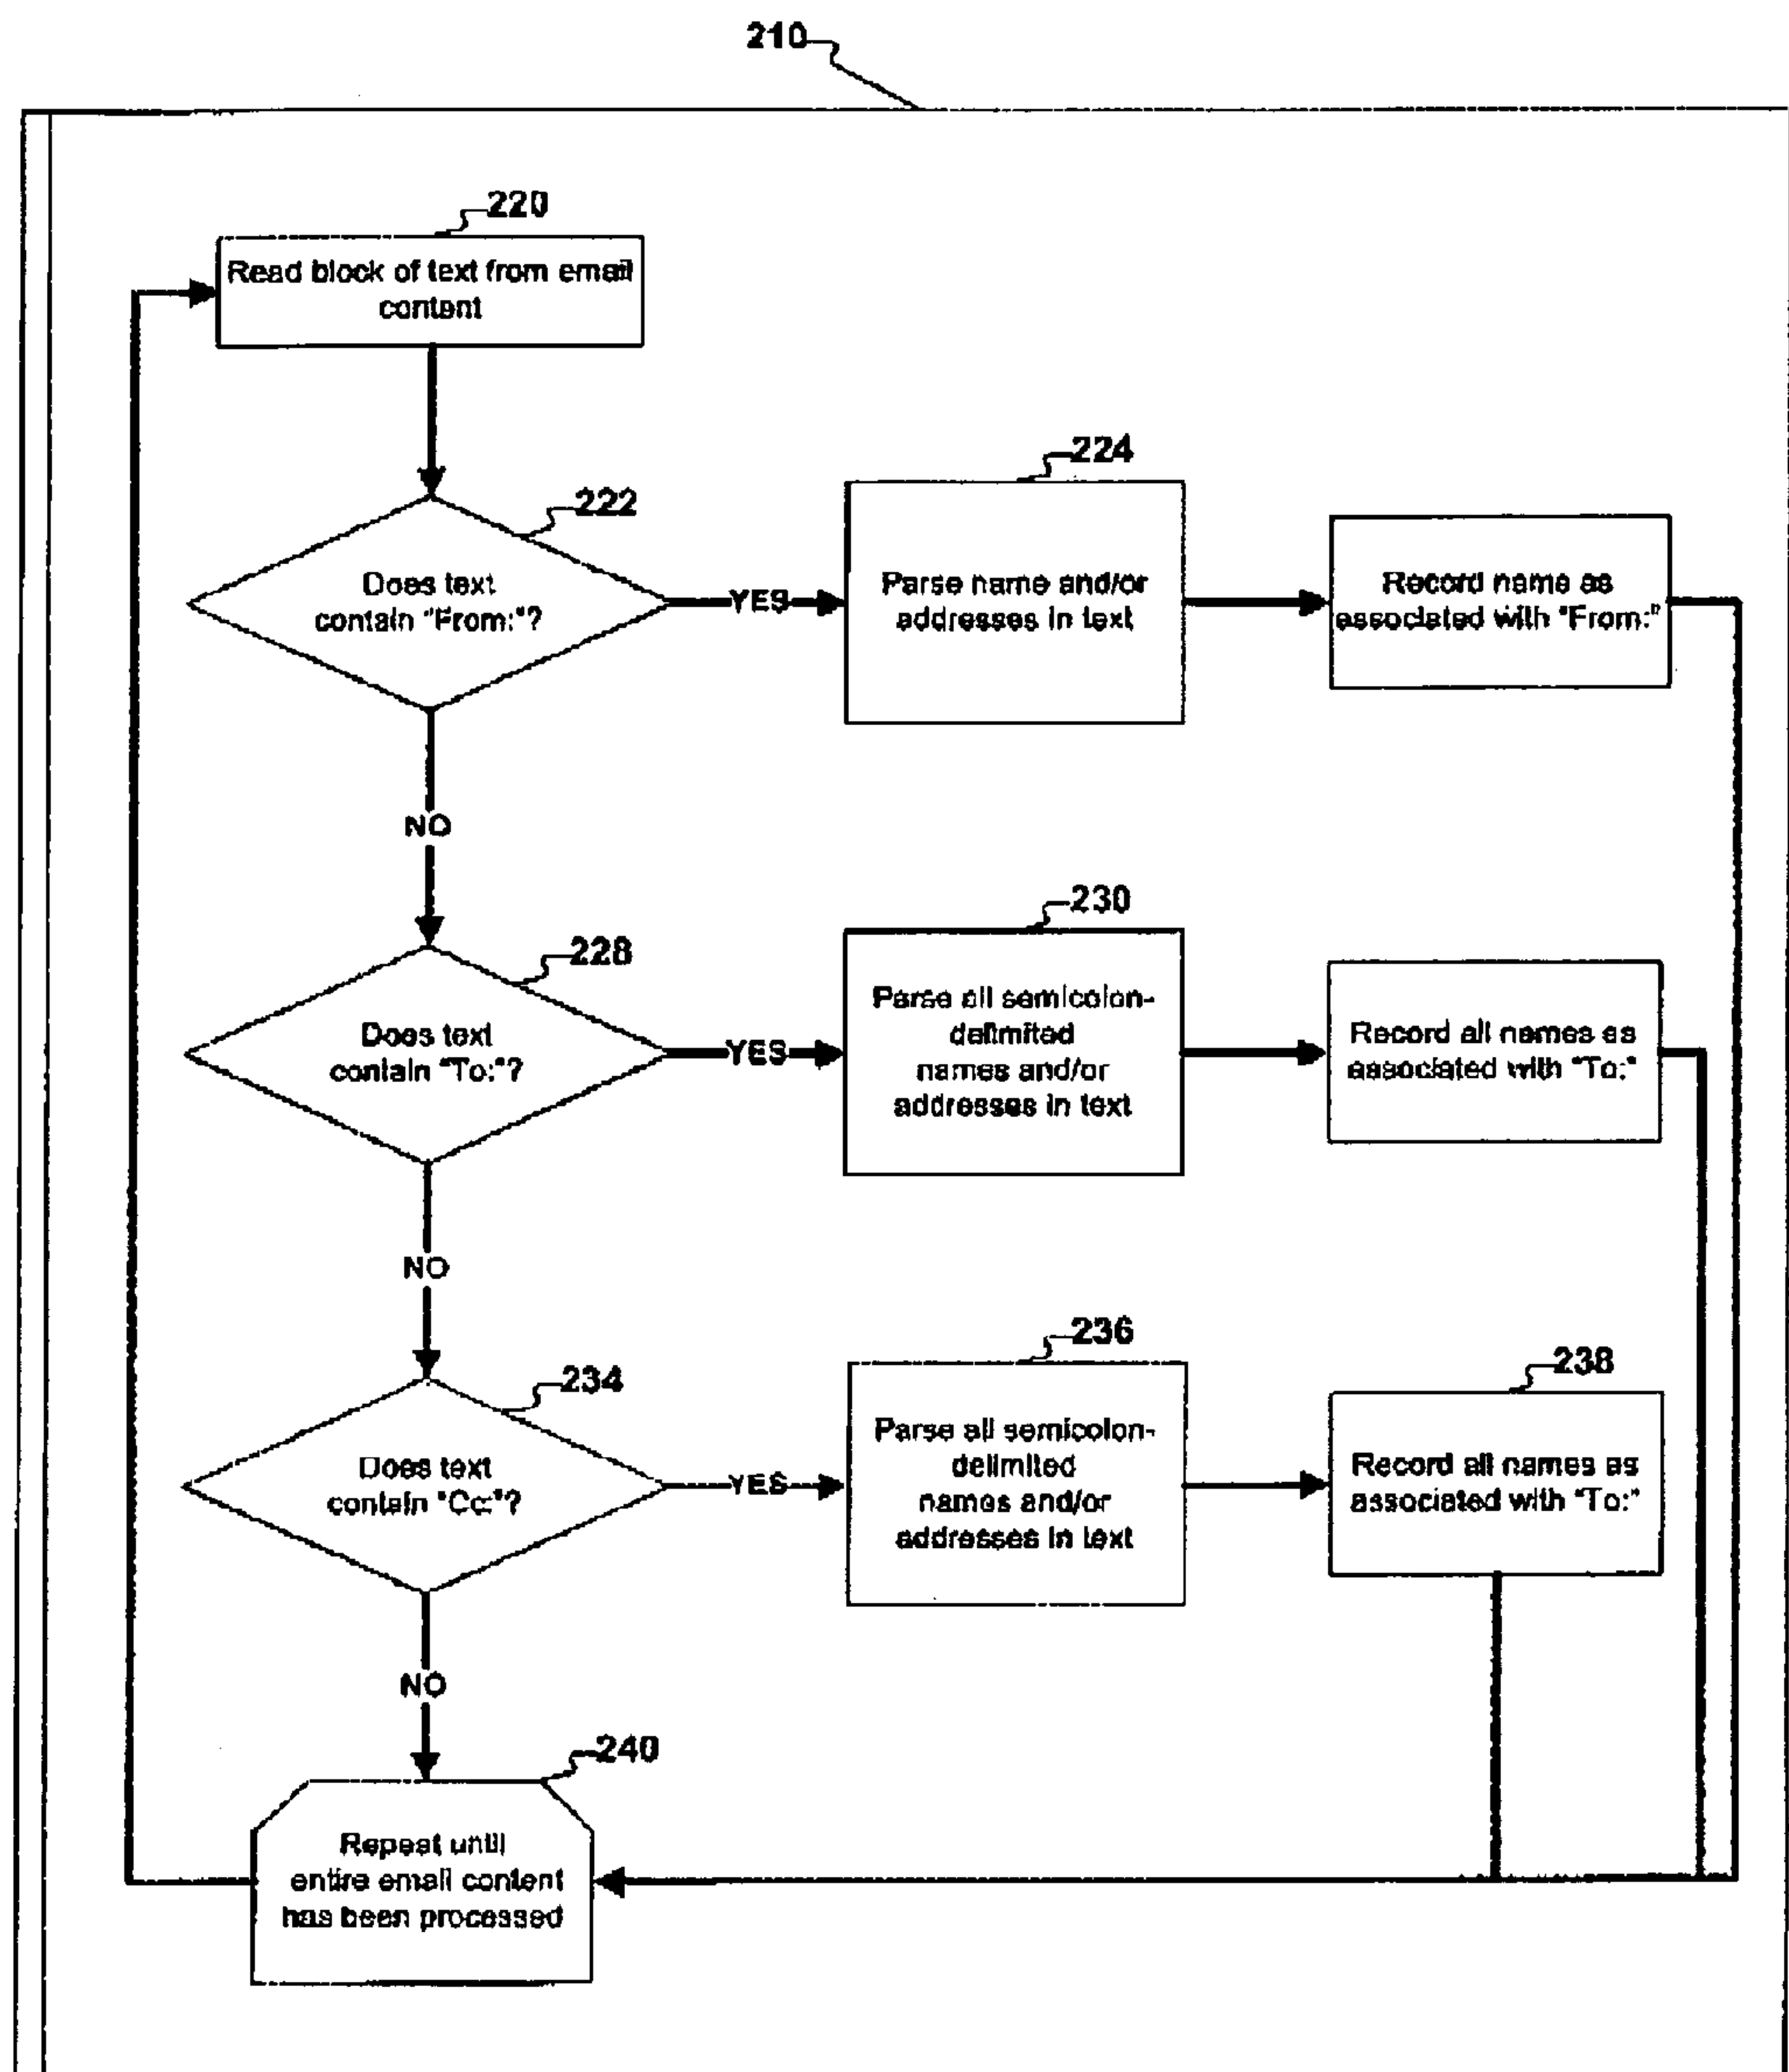 210
220
Read block of text from email
content
222
Does text
contain "From:"?
YES
224
Parse name and/or
addresses in text
Record name as
associated with "From:"
NO
228
Does text
contain "To:"?
YES
230
Parse all semicolon-
delimited
names and/or
addresses in text
Record all names as
associated with "To:"
NO
234
Does text
contain "Cc:"?
YES
236
Parse all semicolon-
delimited
names and/or
addresses in text
238
Record all names as
associated with "To:"
NO
240
Repeat until
entire email content
has been processed